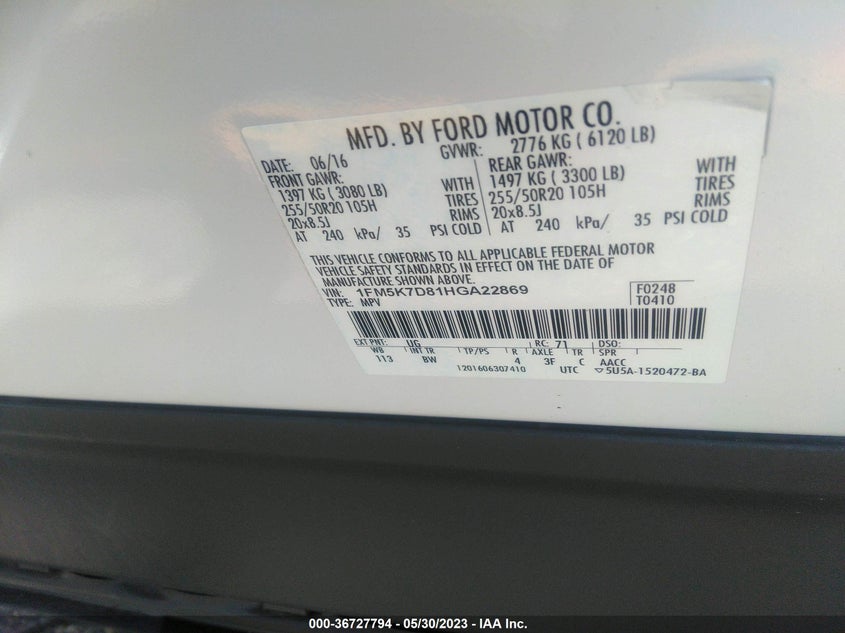 MFD. BY FORD MOTOR CO.
DATE: 06/16 GVWR: 2776 KG ( 6120 LB)
FRONT GAWR: REAR GAWR:
1397 KG ( 3080 LB) WITH 1497 KG ( 3300 LB) WITH
255/50R20 105H TIRES 255/50R20 105H TIRES
20x8.5J RIMS 20x8.5J RIMS
AT 240 kPa/ 35 PSI COLD AT 240 kPa/ 35 PSI COLD
THIS VEHICLE CONFORMS TO ALL APPLICABLE FEDERAL MOTOR
VEHICLE SAFETY STANDARDS IN EFFECT ON THE DATE OF
MANUFACTURE SHOWN ABOVE.
VIN: 1FM5K7D81HGA22869 F0248
TYPE: MPV T0410
EXT PNT: UG RC: 71 DSO:
WB INT TR TP/PS R AXLE TR SPR
113 BW 4 3F C AACC
1201606307410 UTC ▽5U5A-1520472-BA
000-36727794 - 05/30/2023 - IAA Inc.